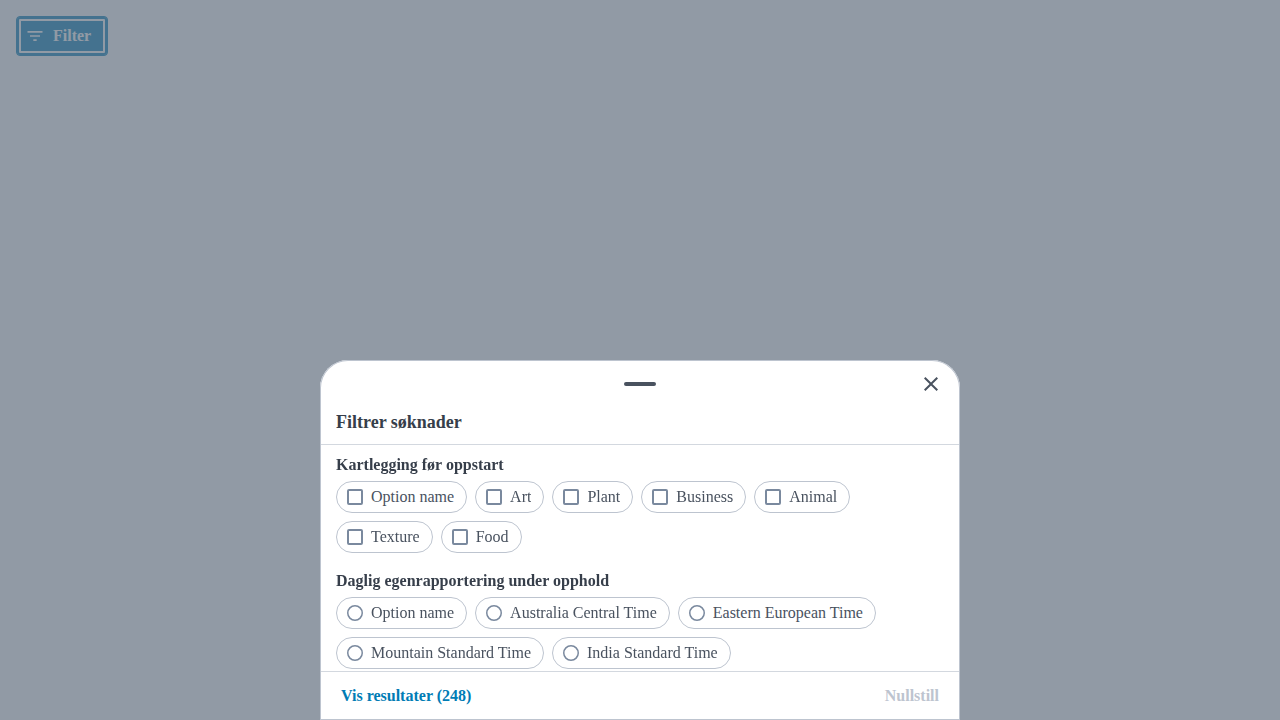 Filter
Filtrer søknader
Kartlegging før oppstart
Option name Art Plant Business Animal
Texture Food
Daglig egenrapportering under opphold
Option name Australia Central Time Eastern European Time
Mountain Standard Time India Standard Time
Vis resultater (248) Nullstill